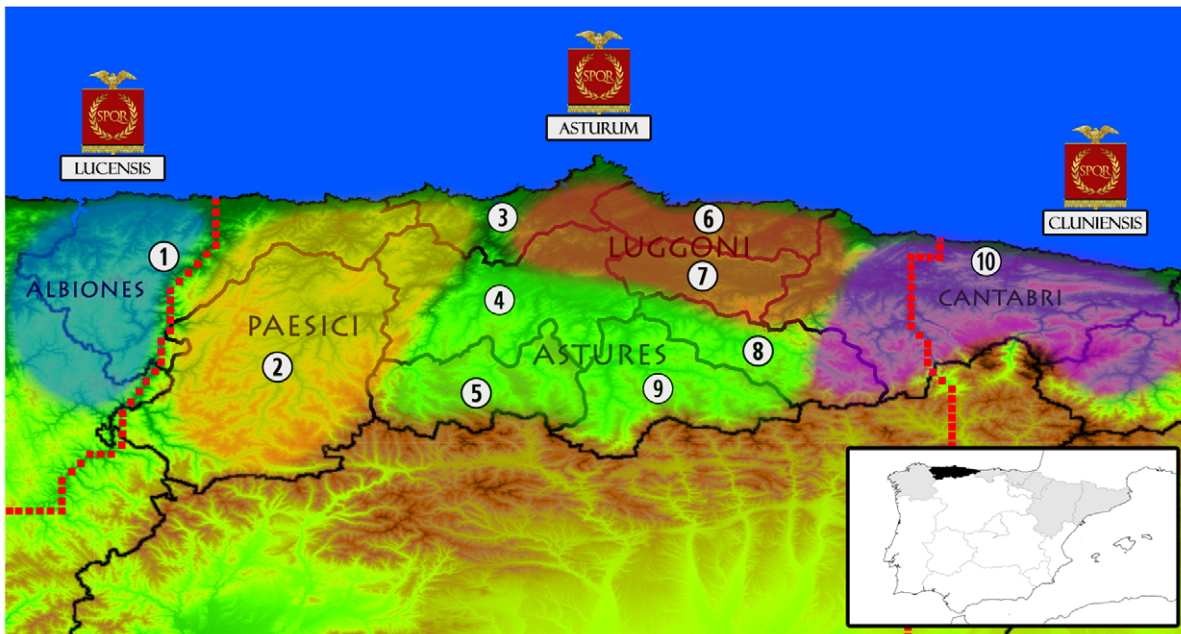 SPQR
ASTURUM
SPQR
LUCENSIS
SPQR
CLUNIENSIS
3
6
1
LUGGONI
10
ALBIONES
7
CANTABRI
4
PAESICI
ASTURES
8
2
5
9